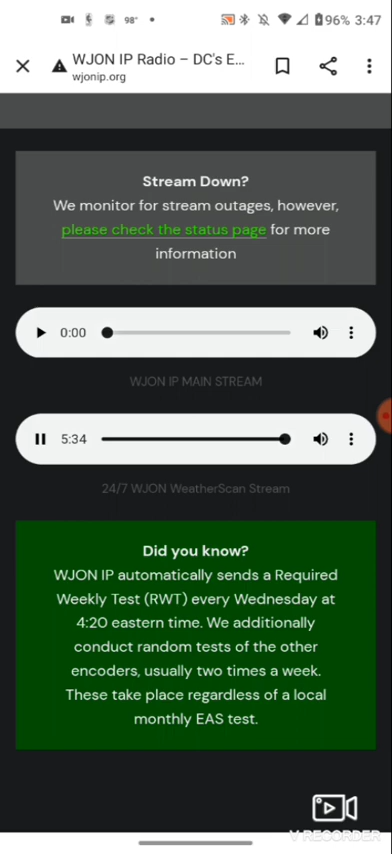 98° 96% 3:47
WJON IP Radio – DC's E...
wjonip.org
Stream Down?
We monitor for stream outages, however,
please check the status page for more
information
0:00
WJON IP MAIN STREAM
5:34
24/7 WJON WeatherScan Stream
Did you know?
WJON IP automatically sends a Required
Weekly Test (RWT) every Wednesday at
4:20 eastern time. We additionally
conduct random tests of the other
encoders, usually two times a week.
These take place regardless of a local
monthly EAS test.
V RECORDER